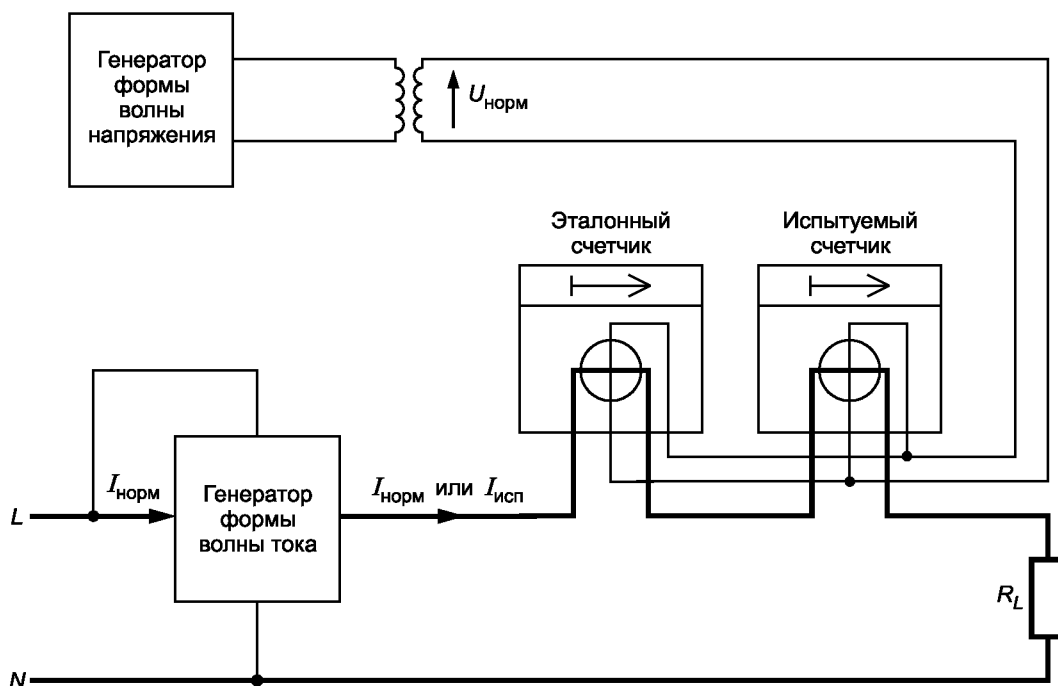 Генератор
формы
волны
напряжения
Uнорм
Эталонный
счетчик
Испытуемый
счетчик
Iнорм
Генератор
формы
волны тока
Iнорм или Iисп
L
RL
N